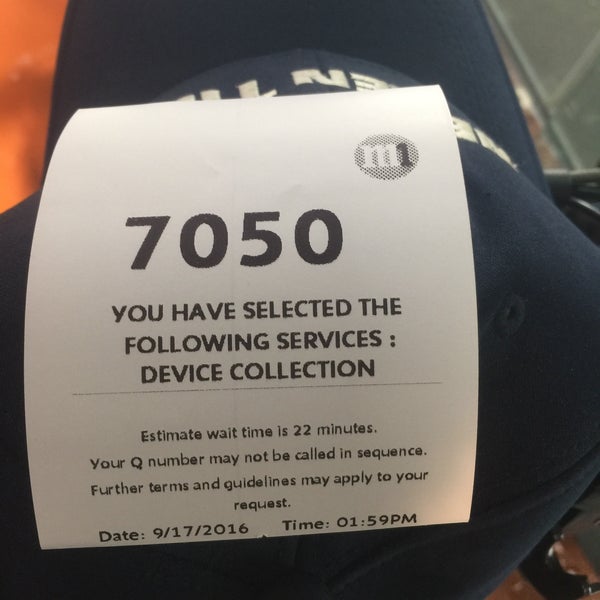 m1
7050
YOU HAVE SELECTED THE
FOLLOWING SERVICES :
DEVICE COLLECTION
Estimate wait time is 22 minutes.
Your Q number may not be called in sequence.
Further terms and guidelines may apply to your
request.
Date: 9/17/2016 Time: 01:59PM